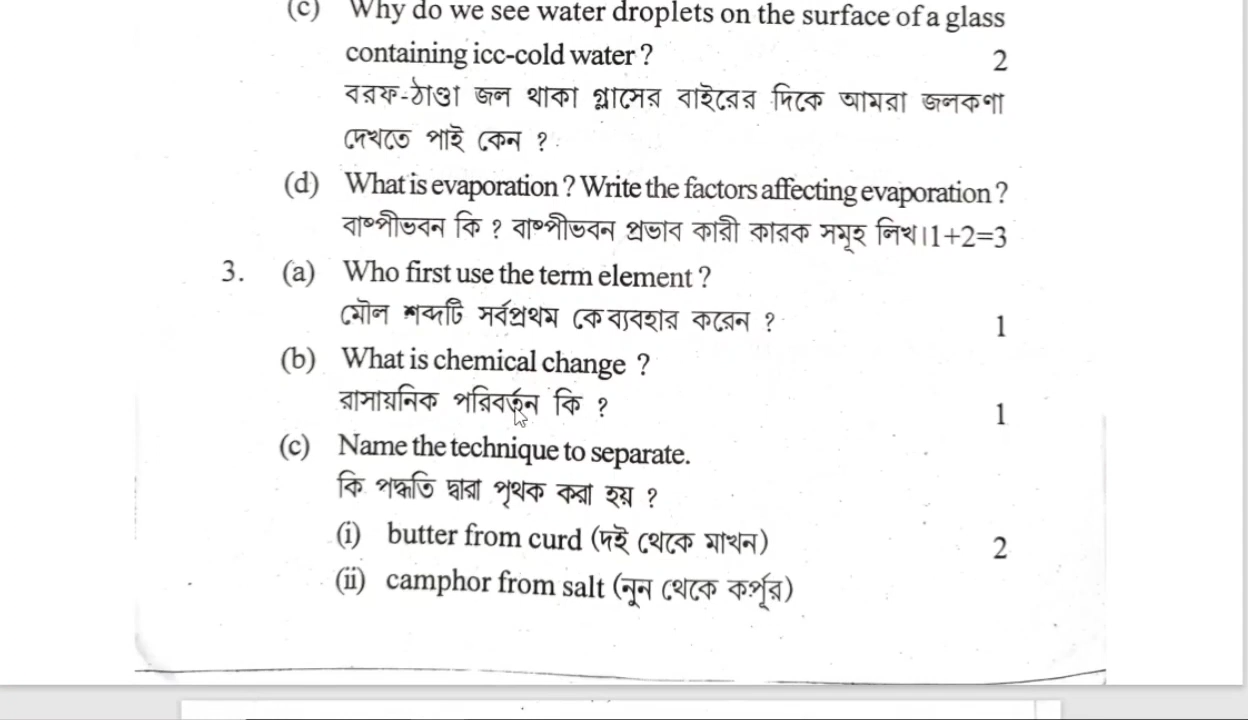 (c) Why do we see water droplets on the surface of a glass
containing icc-cold water ? 2
বরফ-ঠাণ্ডা জল থাকা গ্লাসের বাইরের দিকে আমরা জলকণা
দেখতে পাই কেন ?
(d) What is evaporation ? Write the factors affecting evaporation ?
বাষ্পীভবন কি ? বাষ্পীভবন প্রভাব কারী কারক সমূহ লিখ। 1+2=3
3. (a) Who first use the term element ?
মৌল শব্দটি সর্বপ্রথম কে ব্যবহার করেন ? 1
(b) What is chemical change ?
রাসায়নিক পরিবর্তন কি ? 1
(c) Name the technique to separate.
কি পদ্ধতি দ্বারা পৃথক করা হয় ?
(i) butter from curd (দই থেকে মাখন) 2
(ii) camphor from salt (নুন থেকে কর্পূর)